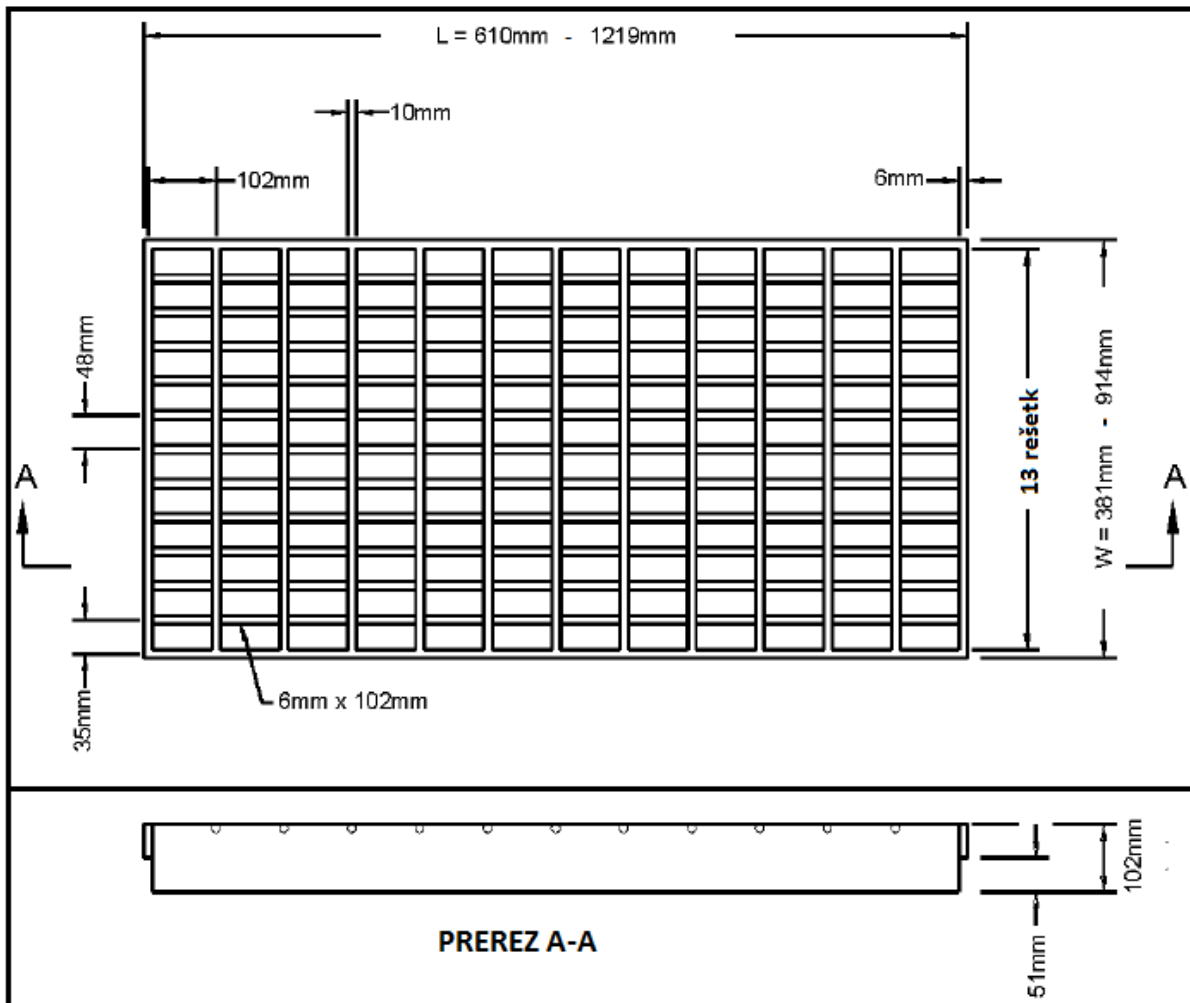 L = 610mm - 1219mm
10mm
102mm
6mm
48mm
13 rešetk
W = 381mm - 914mm
A
A
35mm
6mm x 102mm
102mm
51mm
PREREZ A-A